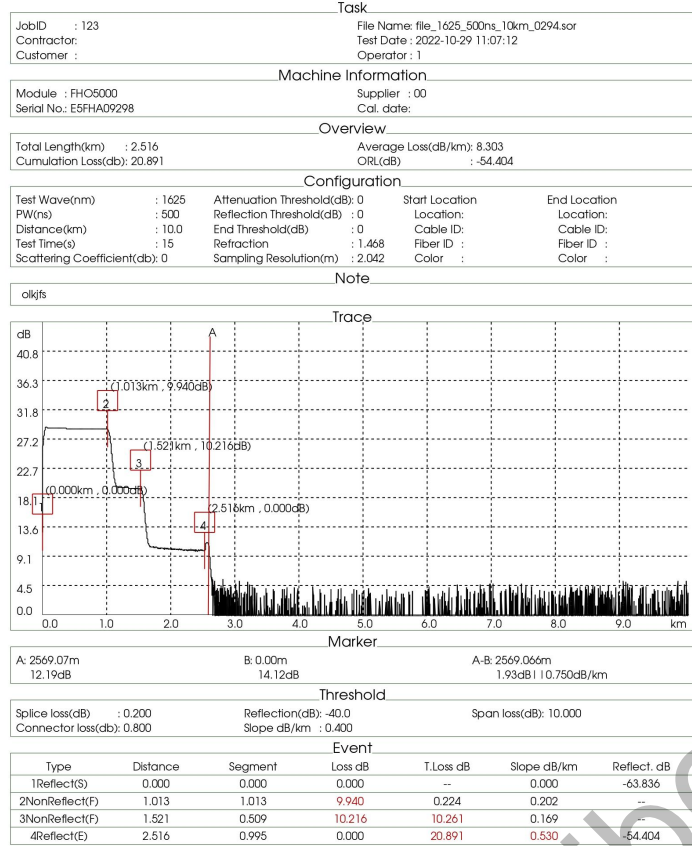 Task
JobID : 123 File Name: file_1625_500ns_10km_0294.sor
Contractor: Test Date : 2022-10-29 11:07:12
Customer : Operator : 1
Machine Information
Module : FHO5000 Supplier : 00
Serial No.: E5FHA09298 Cal. date:
Overview
Total Length(km) : 2.516 Average Loss(dB/km): 8.303
Cumulation Loss(db): 20.891 ORL(dB) : -54.404
Configuration
Test Wave(nm) : 1625 Attenuation Threshold(dB): 0 Start Location End Location
PW(ns) : 500 Reflection Threshold(dB) : 0 Location: Location:
Distance(km) : 10.0 End Threshold(dB) : 0 Cable ID: Cable ID:
Test Time(s) : 15 Refraction : 1.468 Fiber ID : Fiber ID :
Scattering Coefficient(db): 0 Sampling Resolution(m) : 2.042 Color : Color :
Note
olkjfs
Trace
dB A
40.8
36.3 (1.013km , 9.940dB)
2
31.8
27.2 (1.521km , 10.216dB)
3
22.7
(0.000km , 0.000dB)
18.1 1 (2.516km , 0.000dB)
4
13.6
9.1
4.5
0.0
0.0 1.0 2.0 3.0 4.0 5.0 6.0 7.0 8.0 9.0 km
Marker
A: 2569.07m B: 0.00m A-B: 2569.066m
12.19dB 14.12dB 1.93dB||0.750dB/km
Threshold
Splice loss(dB) : 0.200 Reflection(dB): -40.0 Span loss(dB): 10.000
Connector loss(db): 0.800 Slope dB/km : 0.400
Event
Type Distance Segment Loss dB T.Loss dB Slope dB/km Reflect. dB
1Reflect(S) 0.000 0.000 0.000 -- 0.000 -63.836
2NonReflect(F) 1.013 1.013 9.940 0.224 0.202 --
3NonReflect(F) 1.521 0.509 10.216 10.261 0.169 --
4Reflect(E) 2.516 0.995 0.000 20.891 0.530 -54.404